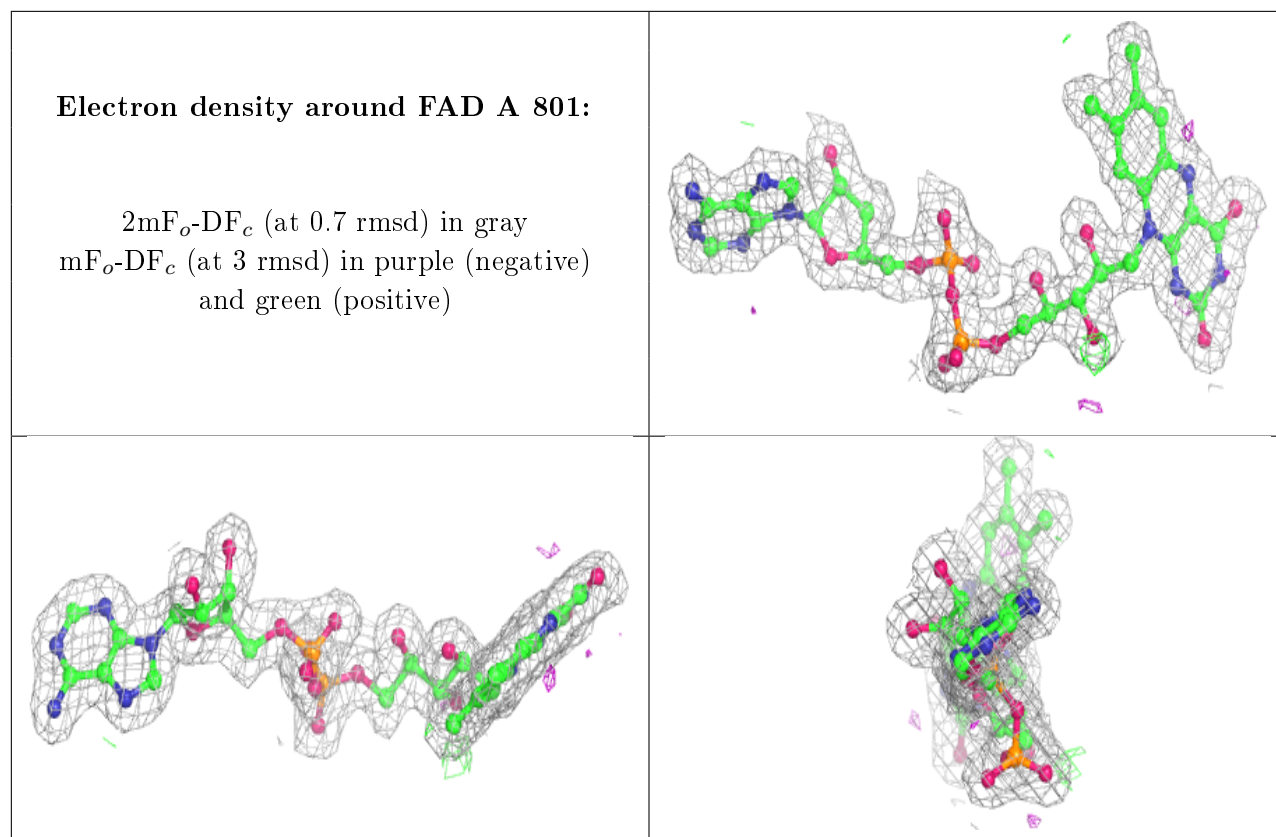 Electron density around FAD A 801:
2mFₒ-DF𝑐 (at 0.7 rmsd) in gray
mFₒ-DF𝑐 (at 3 rmsd) in purple (negative)
and green (positive)